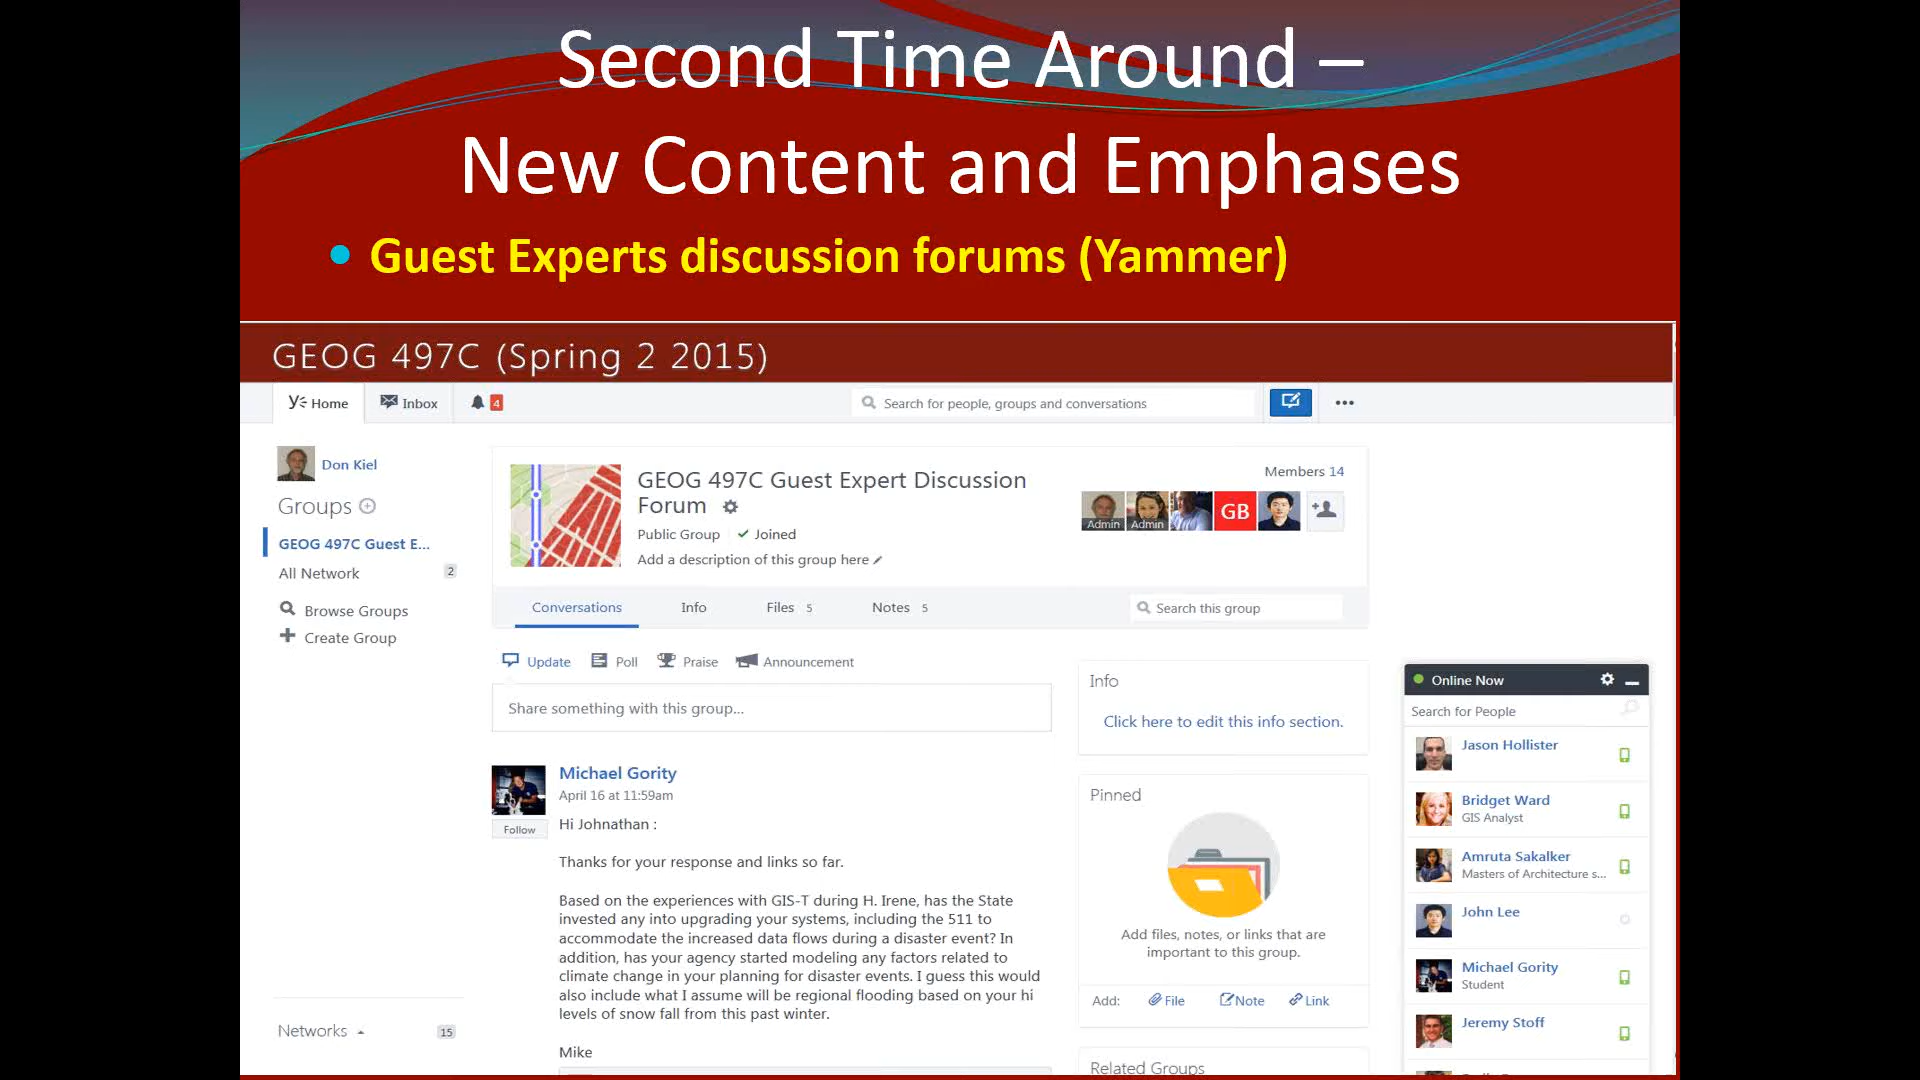 Second Time Around –
New Content and Emphases
Guest Experts discussion forums (Yammer)
GEOG 497C (Spring 2 2015)
Home
Inbox
4
Search for people, groups and conversations
Don Kiel
Groups
GEOG 497C Guest E...
All Network 2
Browse Groups
Create Group
Networks 15
GEOG 497C Guest Expert Discussion
Forum
Public Group Joined
Add a description of this group here
Members 14
Admin Admin GB
Conversations Info Files 5 Notes 5
Search this group
Update Poll Praise Announcement
Share something with this group...
Michael Gority
April 16 at 11:59am
Follow
Hi Johnathan :
Thanks for your response and links so far.
Based on the experiences with GIS-T during H. Irene, has the State
invested any into upgrading your systems, including the 511 to
accommodate the increased data flows during a disaster event? In
addition, has your agency started modeling any factors related to
climate change in your planning for disaster events. I guess this would
also include what I assume will be regional flooding based on your hi
levels of snow fall from this past winter.
Mike
Info
Click here to edit this info section.
Pinned
Add files, notes, or links that are
important to this group.
Add: File Note Link
Related Groups
Online Now
Search for People
Jason Hollister
Bridget Ward
GIS Analyst
Amruta Sakalker
Masters of Architecture s...
John Lee
Michael Gority
Student
Jeremy Stoff